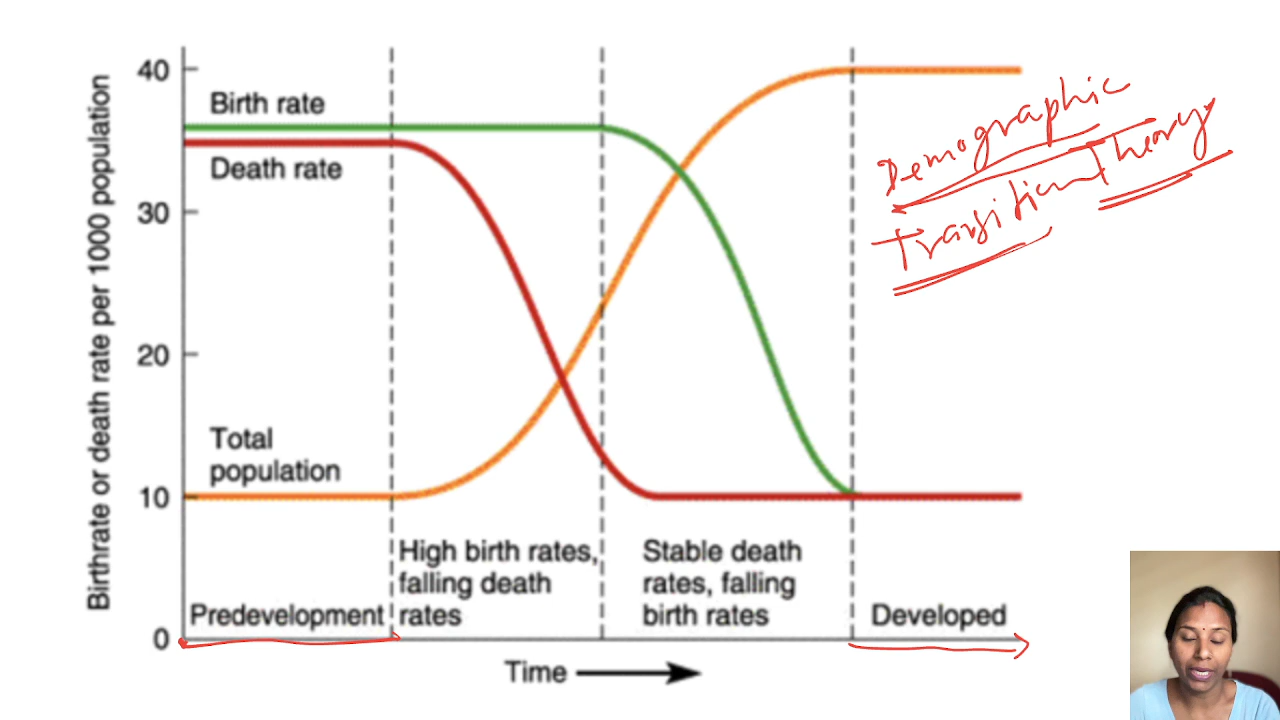 Birthrate or death rate per 1000 population
40
30
20
10
0
Birth rate
Death rate
Total
population
Predevelopment
High birth rates,
falling death
rates
Stable death
rates, falling
birth rates
Developed
Time
Demographic
Transition Theory